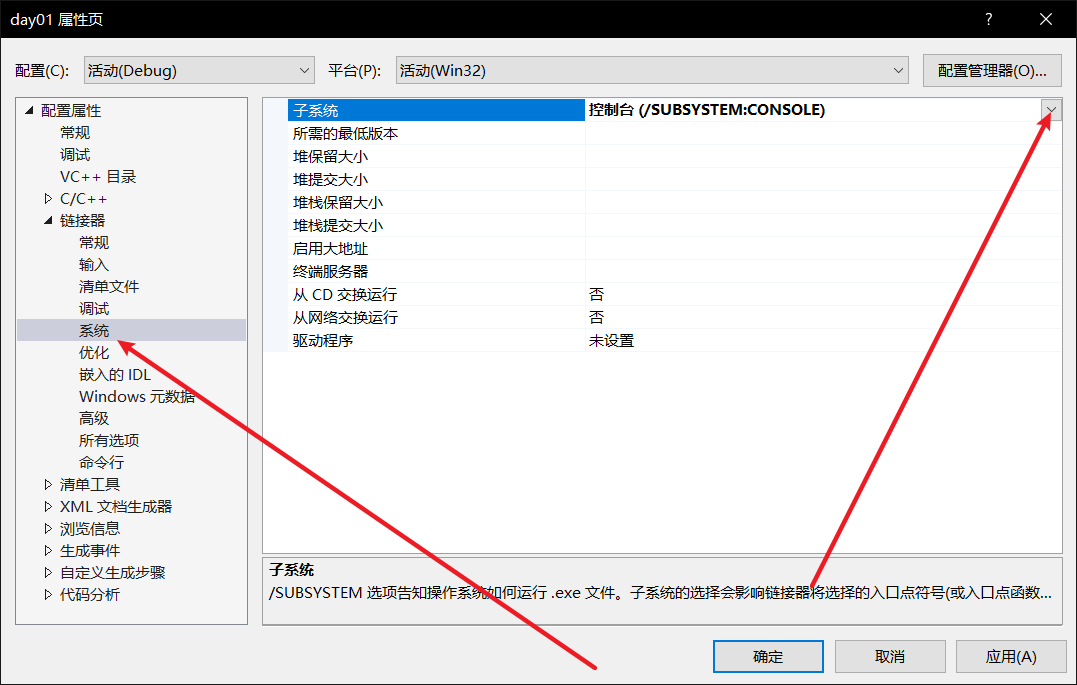 day01 属性页
?
配置(C):
活动(Debug)
平台(P):
活动(Win32)
配置管理器(O)...
配置属性
常规
调试
VC++ 目录
C/C++
链接器
常规
输入
清单文件
调试
系统
优化
嵌入的 IDL
Windows 元数据
高级
所有选项
命令行
清单工具
XML 文档生成器
浏览信息
生成事件
自定义生成步骤
代码分析
子系统 控制台 (/SUBSYSTEM:CONSOLE)
所需的最低版本
堆保留大小
堆提交大小
堆栈保留大小
堆栈提交大小
启用大地址
终端服务器
从 CD 交换运行 否
从网络交换运行 否
驱动程序 未设置
子系统
/SUBSYSTEM 选项告知操作系统如何运行 .exe 文件。子系统的选择会影响链接器将选择的入口点符号(或入口点函数...
确定
取消
应用(A)